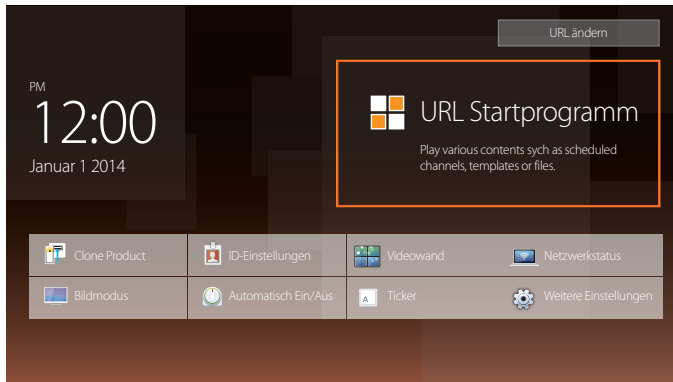 URL ändern
PM
12:00
Januar 1 2014
URL Startprogramm
Play various contents sych as scheduled
channels, templates or files.
Clone Product
ID-Einstellungen
Videowand
Netzwerkstatus
Bildmodus
Automatisch Ein/Aus
A
Ticker
Weitere Einstellungen